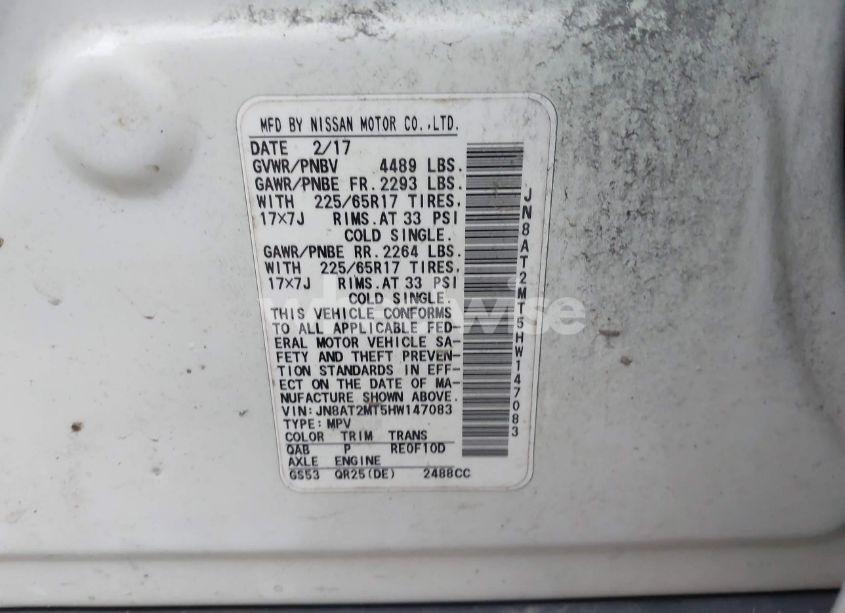 MFD BY NISSAN MOTOR CO.,LTD.
DATE 2/17
GVWR/PNBV 4489 LBS.
GAWR/PNBE FR. 2293 LBS.
WITH 225/65R17 TIRES,
17×7J RIMS.AT 33 PSI
COLD SINGLE.
GAWR/PNBE RR. 2264 LBS.
WITH 225/65R17 TIRES,
17×7J RIMS.AT 33 PSI
COLD SINGLE.
THIS VEHICLE CONFORMS
TO ALL APPLICABLE FED-
ERAL MOTOR VEHICLE SA-
FETY AND THEFT PREVEN-
TION STANDARDS IN EFF-
ECT ON THE DATE OF MA-
NUFACTURE SHOWN ABOVE.
VIN:JN8AT2MT5HW147083
TYPE:MPV
COLOR TRIM TRANS
QAB P RE0F10D
AXLE ENGINE
GS53 QR25(DE) 2488CC
JN8AT2MT5HW147083